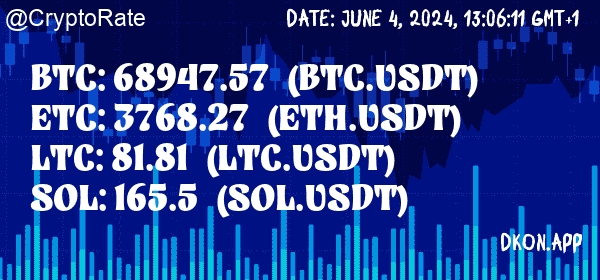 @CryptoRate
DATE: JUNE 4, 2024, 13:06:11 GMT+1
BTC: 68947.57 (BTC.USDT)
ETC: 3768.27 (ETH.USDT)
LTC: 81.81 (LTC.USDT)
SOL: 165.5 (SOL.USDT)
DKON.APP